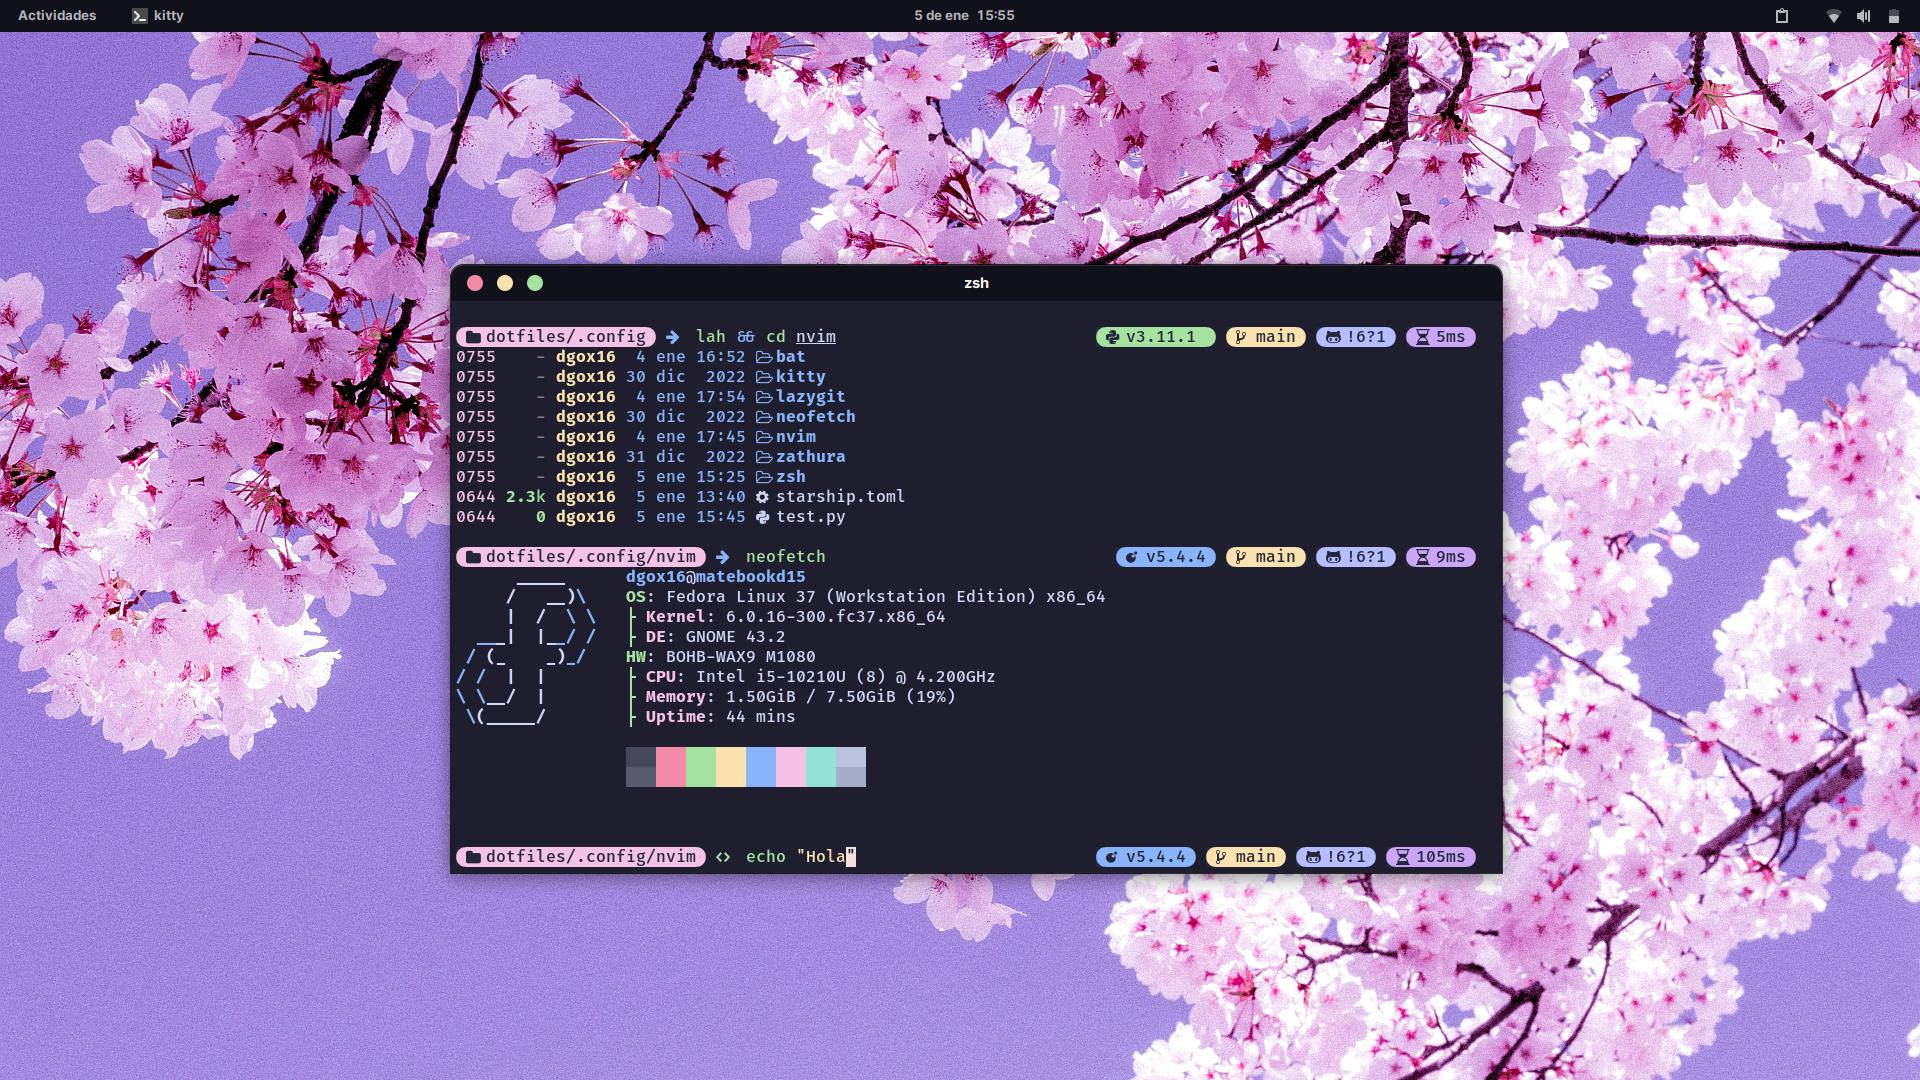 Actividades kitty 5 de ene 15:55
zsh
dotfiles/.config lah && cd nvim v3.11.1 main !6?1 5ms
0755 - dgox16 4 ene 16:52 bat
0755 - dgox16 30 dic 2022 kitty
0755 - dgox16 4 ene 17:54 lazygit
0755 - dgox16 30 dic 2022 neofetch
0755 - dgox16 4 ene 17:45 nvim
0755 - dgox16 31 dic 2022 zathura
0755 - dgox16 5 ene 15:25 zsh
0644 2.3k dgox16 5 ene 13:40 starship.toml
0644 0 dgox16 5 ene 15:45 test.py
dotfiles/.config/nvim neofetch v5.4.4 main !6?1 9ms
dgox16@matebookd15
OS: Fedora Linux 37 (Workstation Edition) x86_64
Kernel: 6.0.16-300.fc37.x86_64
DE: GNOME 43.2
HW: BOHB-WAX9 M1080
CPU: Intel i5-10210U (8) @ 4.200GHz
Memory: 1.50GiB / 7.50GiB (19%)
Uptime: 44 mins
dotfiles/.config/nvim <> echo "Hola" v5.4.4 main !6?1 105ms